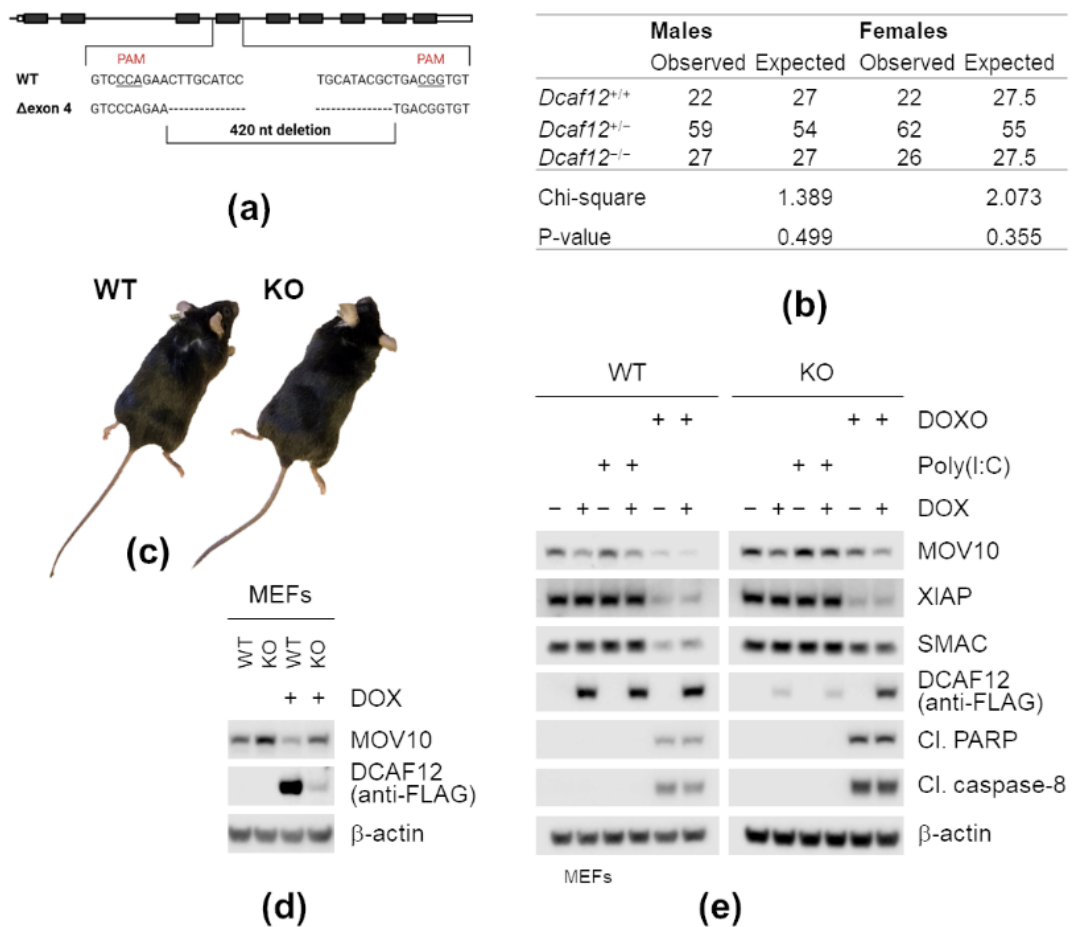 PAM PAM
WT GTCCCAGAACTTGCATCC TGCATACGCTGACGGTGT
Δexon 4 GTCCCAGAA--------------- ----------------TGACGGTGT
420 nt deletion
(a)
Males Females
Observed Expected Observed Expected
Dcaf12+/+ 22 27 22 27.5
Dcaf12+/− 59 54 62 55
Dcaf12−/− 27 27 26 27.5
Chi-square 1.389 2.073
P-value 0.499 0.355
(b)
WT KO
(c)
MEFs
WT KO WT KO
+ + DOX
MOV10
DCAF12
(anti-FLAG)
β-actin
(d)
WT KO
+ + + + DOXO
+ + + + Poly(I:C)
− + − + − + − + − + − + DOX
MOV10
XIAP
SMAC
DCAF12
(anti-FLAG)
Cl. PARP
Cl. caspase-8
β-actin
MEFs
(e)